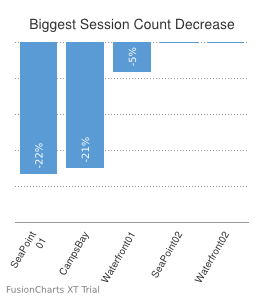 Biggest Session Count Decrease
-22%
-21%
-5%
SeaPoint
01
CampsBay
Waterfront01
SeaPoint02
Waterfront02
FusionCharts XT Trial